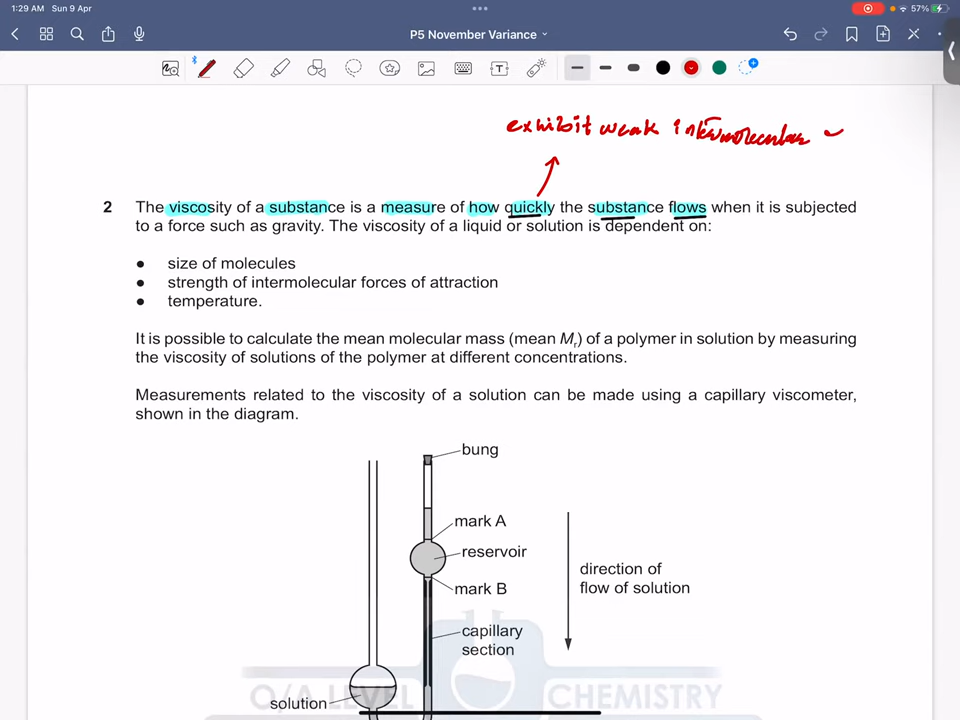 1:29 AM Sun 9 Apr
57%
P5 November Variance
exhibit weak intermolecular
2 The viscosity of a substance is a measure of how quickly the substance flows when it is subjected
to a force such as gravity. The viscosity of a liquid or solution is dependent on:
● size of molecules
● strength of intermolecular forces of attraction
● temperature.
It is possible to calculate the mean molecular mass (mean Mr) of a polymer in solution by measuring
the viscosity of solutions of the polymer at different concentrations.
Measurements related to the viscosity of a solution can be made using a capillary viscometer,
shown in the diagram.
bung
mark A
reservoir
mark B
direction of
flow of solution
capillary
section
solution
O/A LEVEL CHEMISTRY